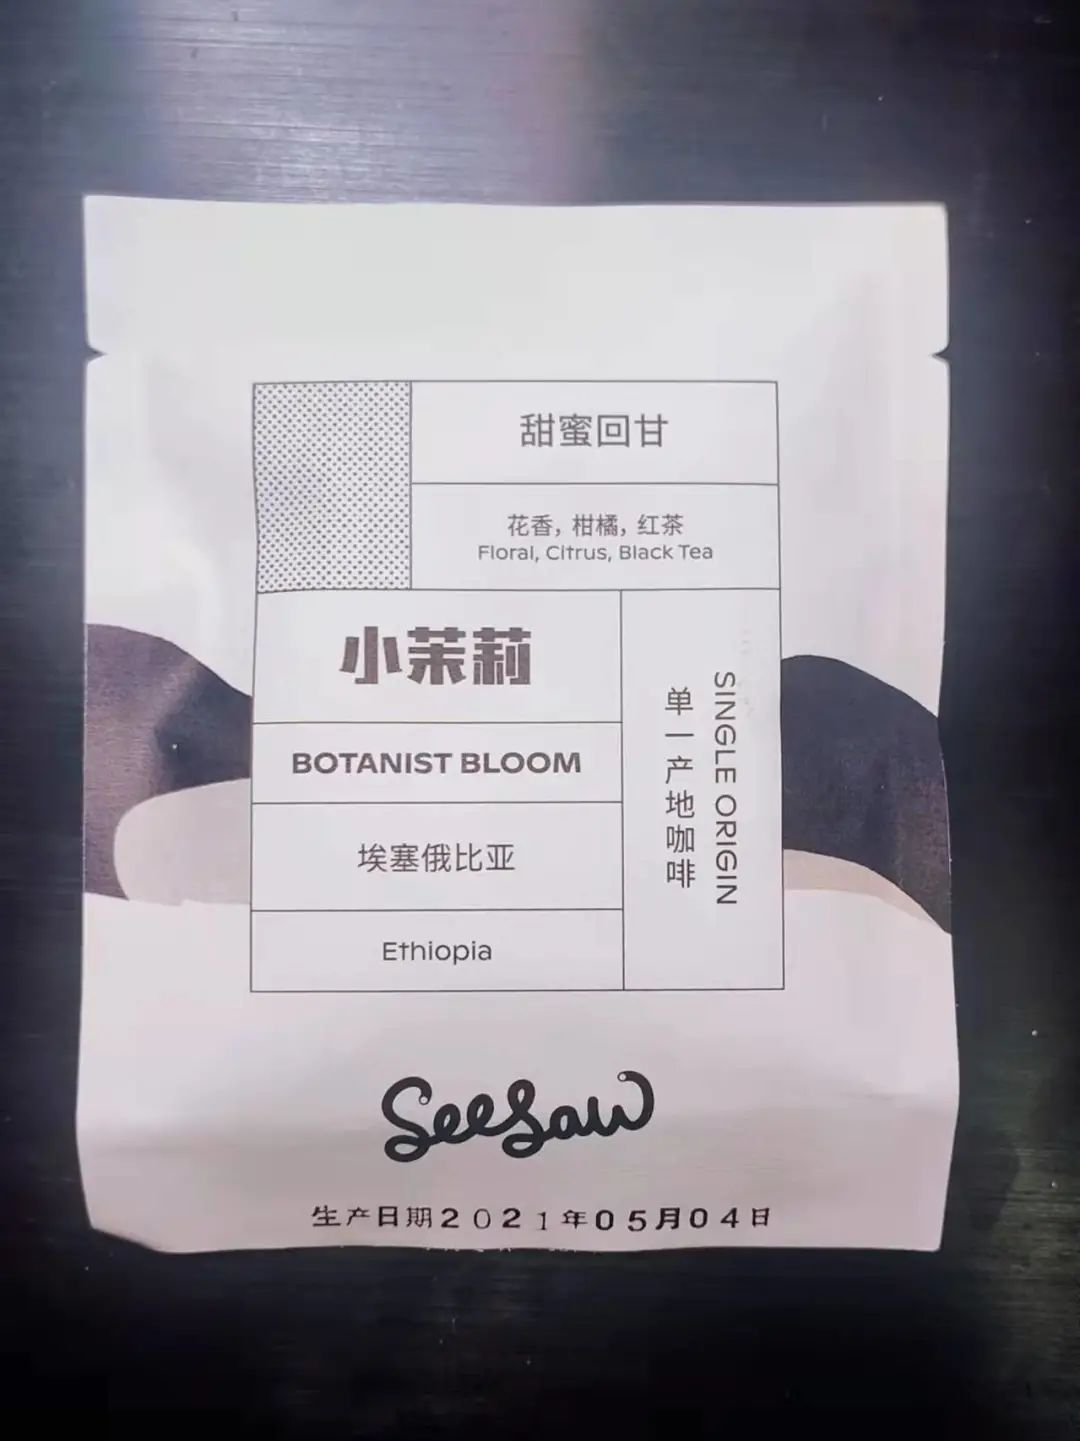 甜蜜回甘
花香, 柑橘, 红茶
Floral, Citrus, Black Tea
小茉莉
BOTANIST BLOOM
埃塞俄比亚
Ethiopia
单一产地咖啡
SINGLE ORIGIN
Seesaw
生产日期2021年05月04日